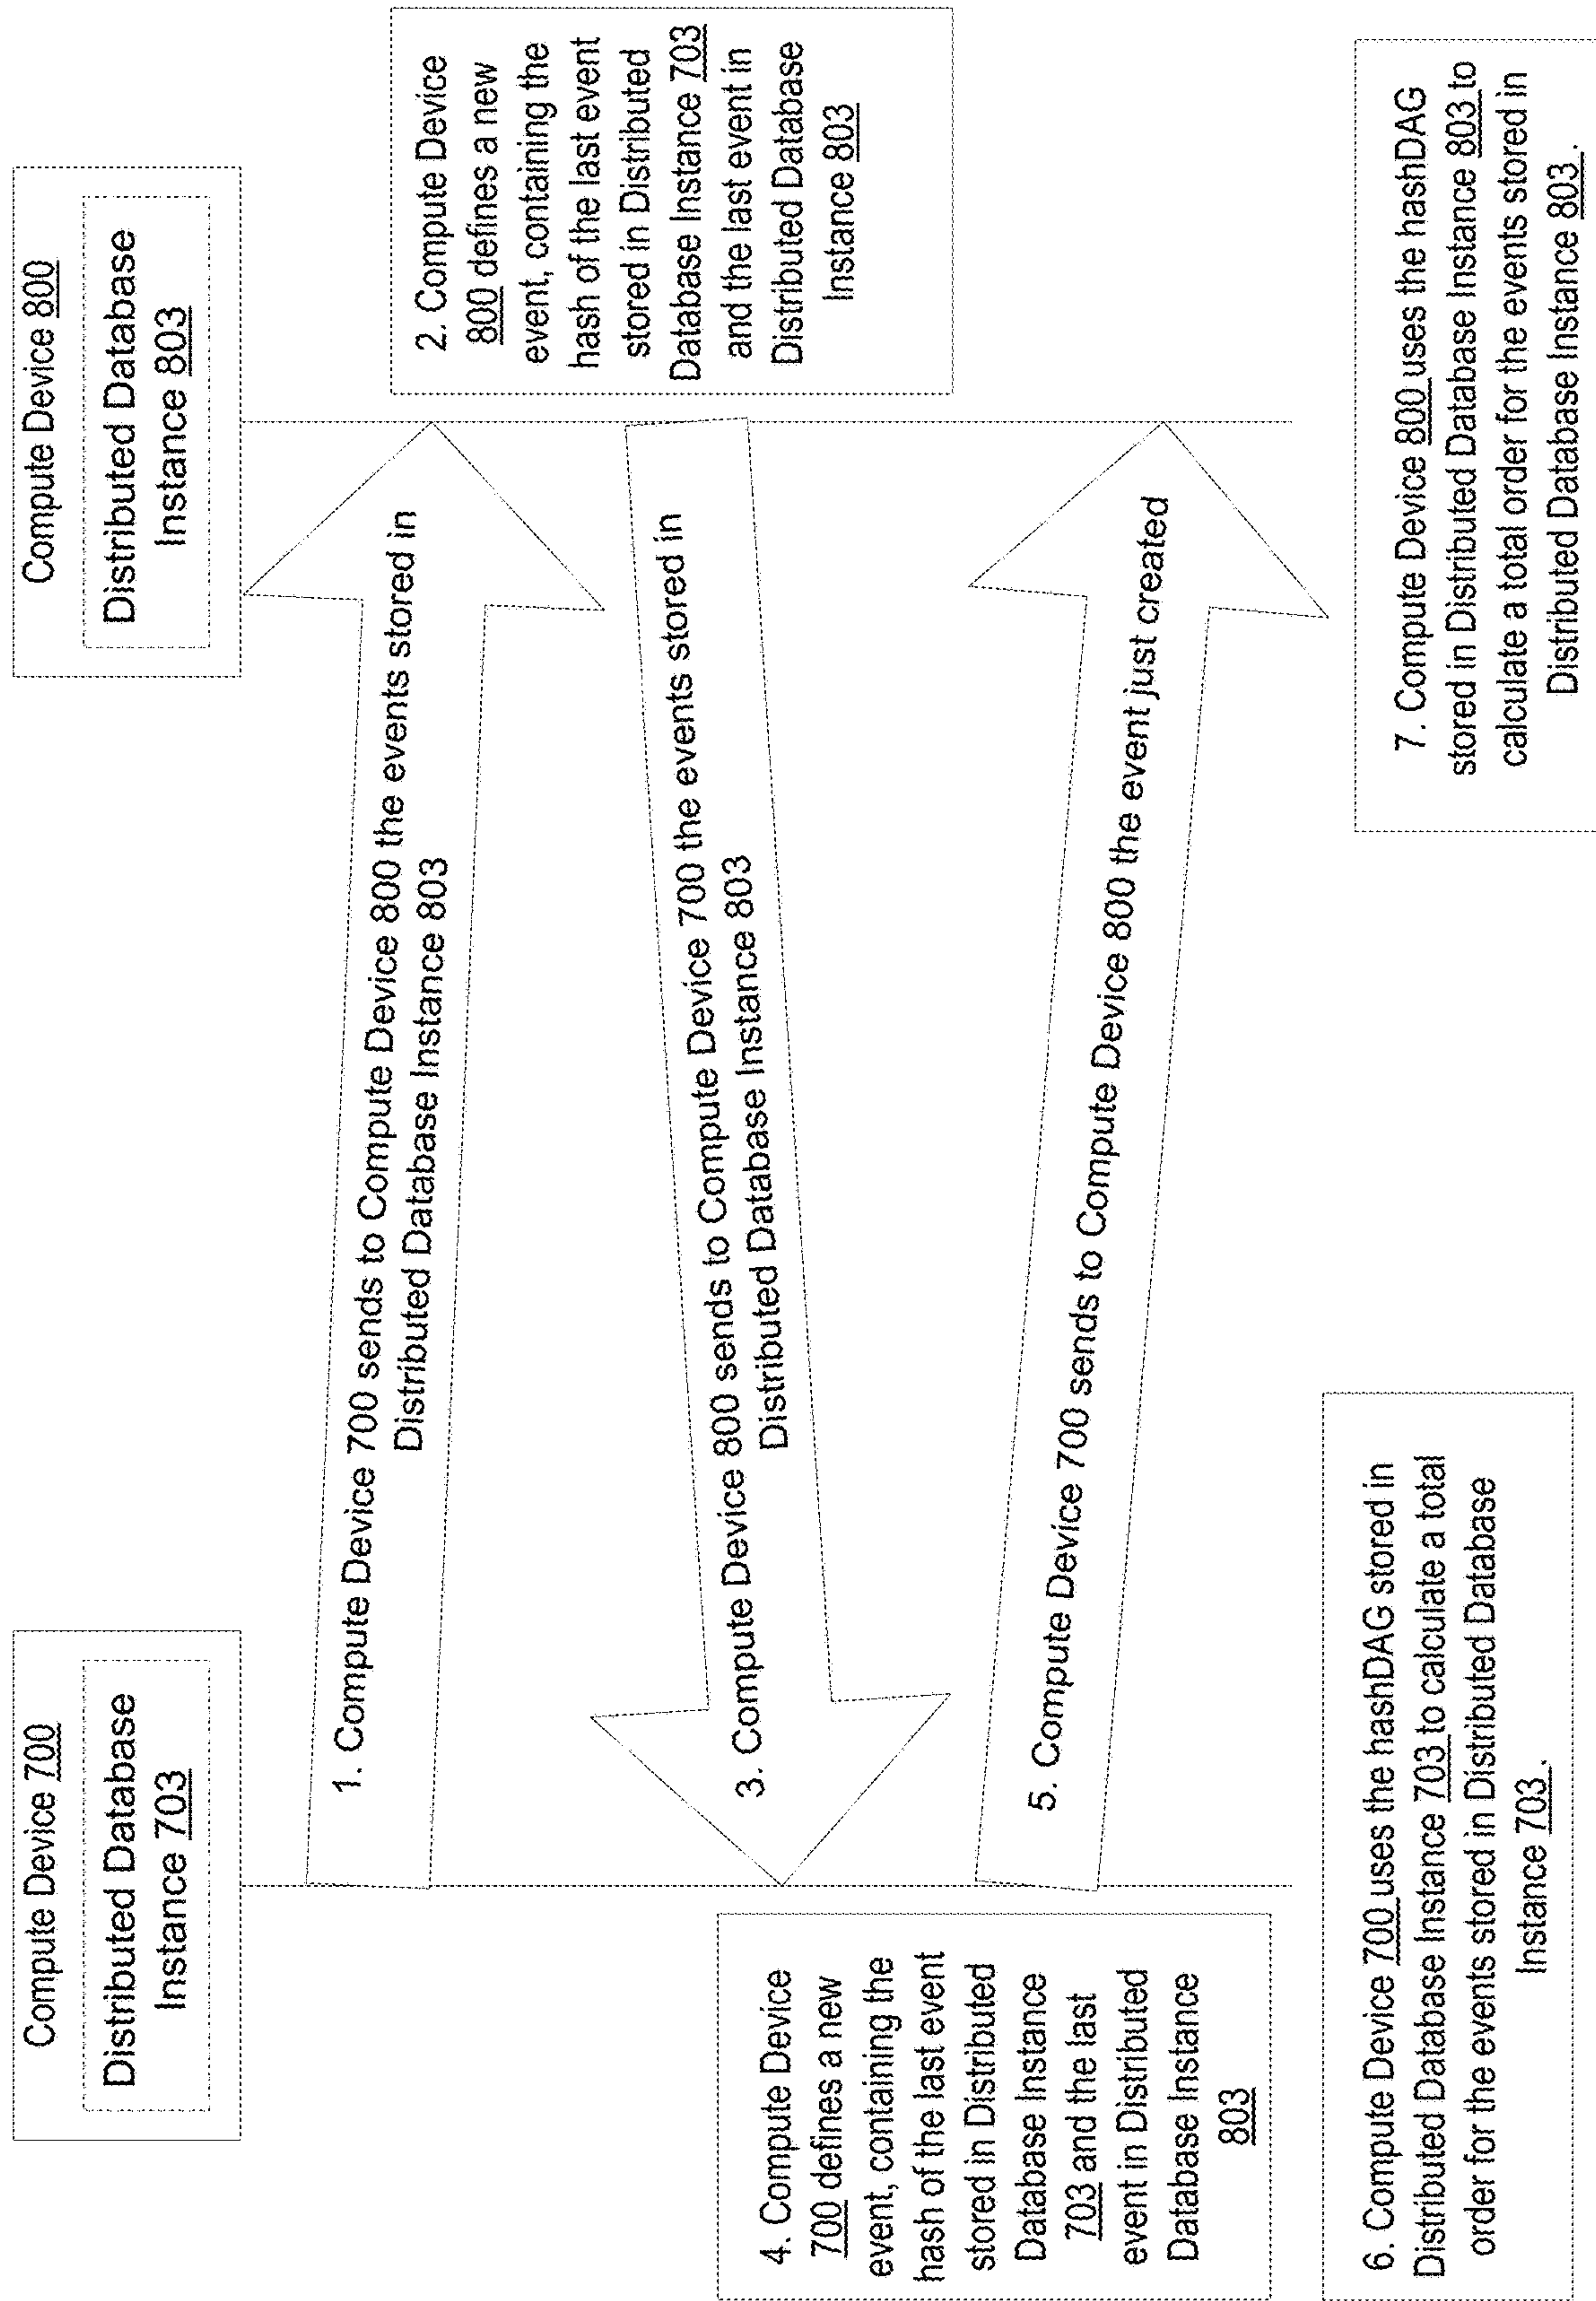 Compute Device 700
Distributed Database
Instance 703
Compute Device 800
Distributed Database
Instance 803
1. Compute Device 700 sends to Compute Device 800 the events stored in
Distributed Database Instance 803
2. Compute Device
800 defines a new
event, containing the
hash of the last event
stored in Distributed
Database Instance 703
and the last event in
Distributed Database
Instance 803
3. Compute Device 800 sends to Compute Device 700 the events stored in
Distributed Database Instance 803
4. Compute Device
700 defines a new
event, containing the
hash of the last event
stored in Distributed
Database Instance
703 and the last
event in Distributed
Database Instance
803
5. Compute Device 700 sends to Compute Device 800 the event just created
6. Compute Device 700 uses the hashDAG stored in
Distributed Database Instance 703 to calculate a total
order for the events stored in Distributed Database
Instance 703 .
7. Compute Device 800 uses the hashDAG
stored in Distributed Database Instance 803 to
calculate a total order for the events stored in
Distributed Database Instance 803 .